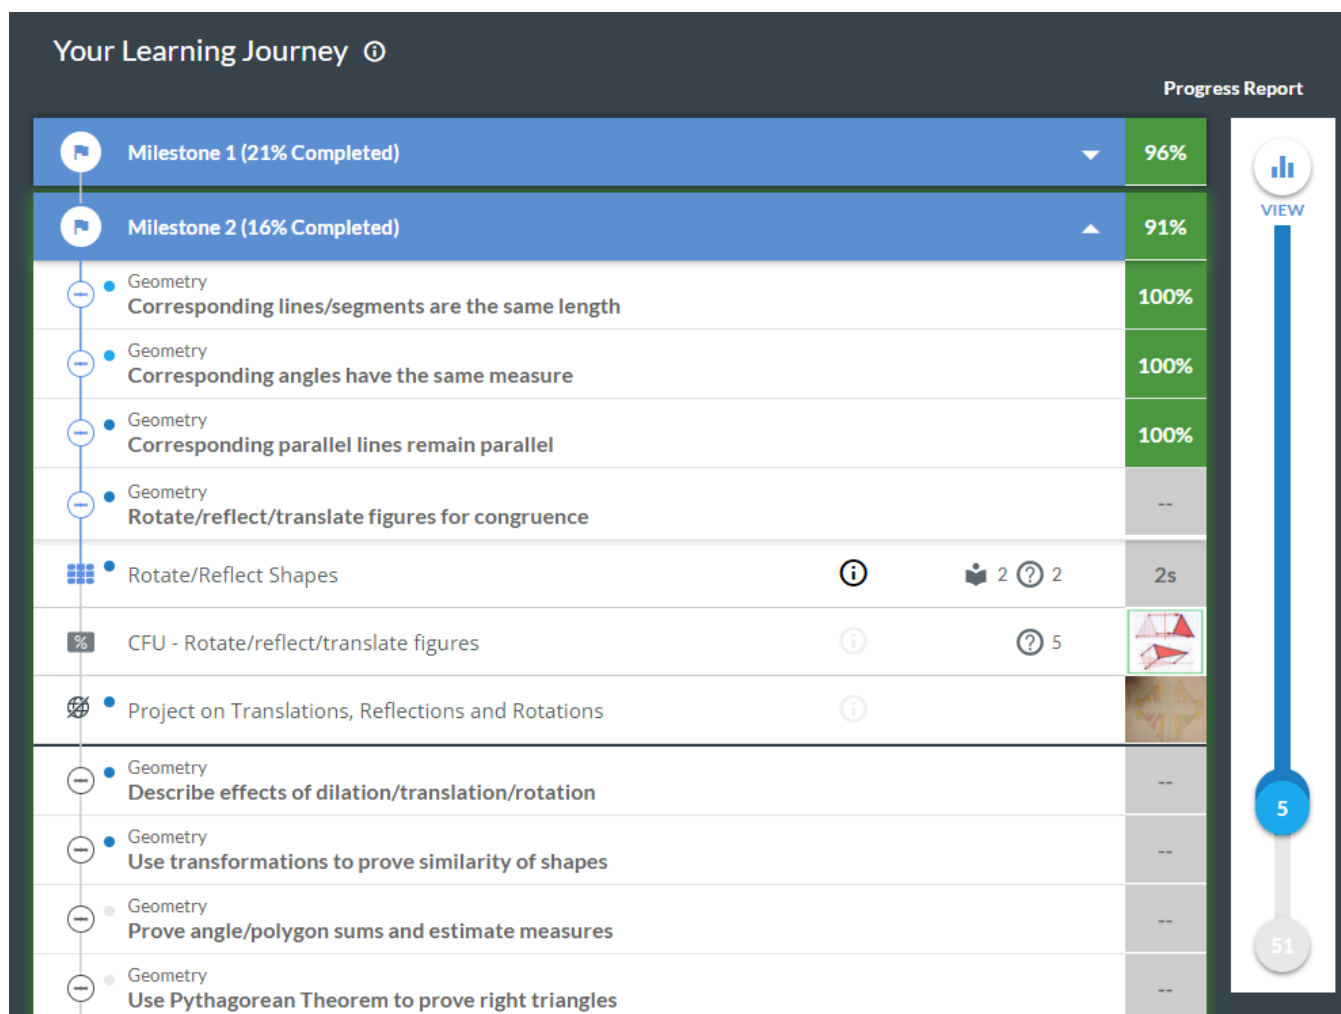 Your Learning Journey
Progress Report
Milestone 1 (21% Completed)
96%
VIEW
Milestone 2 (16% Completed)
91%
Geometry
Corresponding lines/segments are the same length
100%
Geometry
Corresponding angles have the same measure
100%
Geometry
Corresponding parallel lines remain parallel
100%
Geometry
Rotate/reflect/translate figures for congruence
--
Rotate/Reflect Shapes
2
2
2s
%
CFU - Rotate/reflect/translate figures
5
Project on Translations, Reflections and Rotations
Geometry
Describe effects of dilation/translation/rotation
--
5
Geometry
Use transformations to prove similarity of shapes
--
Geometry
Prove angle/polygon sums and estimate measures
--
51
Geometry
Use Pythagorean Theorem to prove right triangles
--